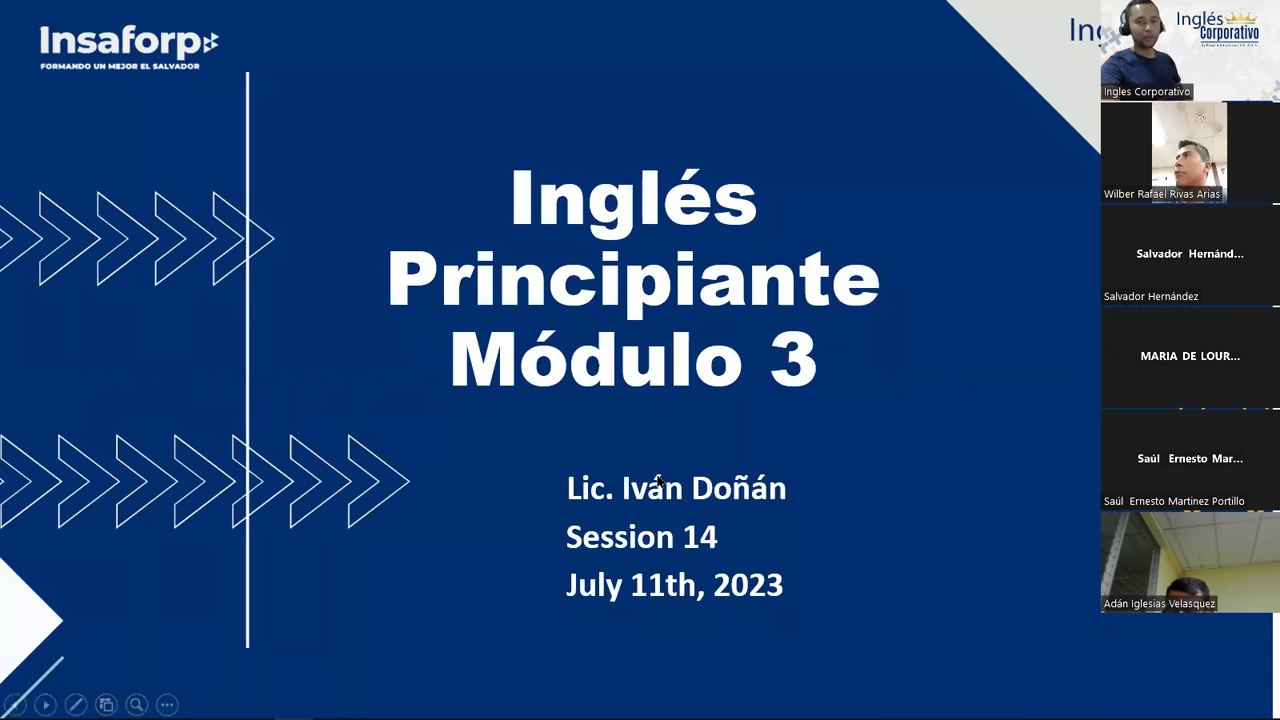 Insaforp
FORMANDO UN MEJOR EL SALVADOR
Inglés
Principiante
Módulo 3
Lic. Iván Doñán
Session 14
July 11th, 2023
Inglés
Corporativo
Ingles Corporativo
Wilber Rafael Rivas Arias
Salvador Hernánd...
Salvador Hernández
MARIA DE LOUR...
Saúl Ernesto Mar...
Saúl Ernesto Martinez Portillo
Adán Iglesias Velasquez